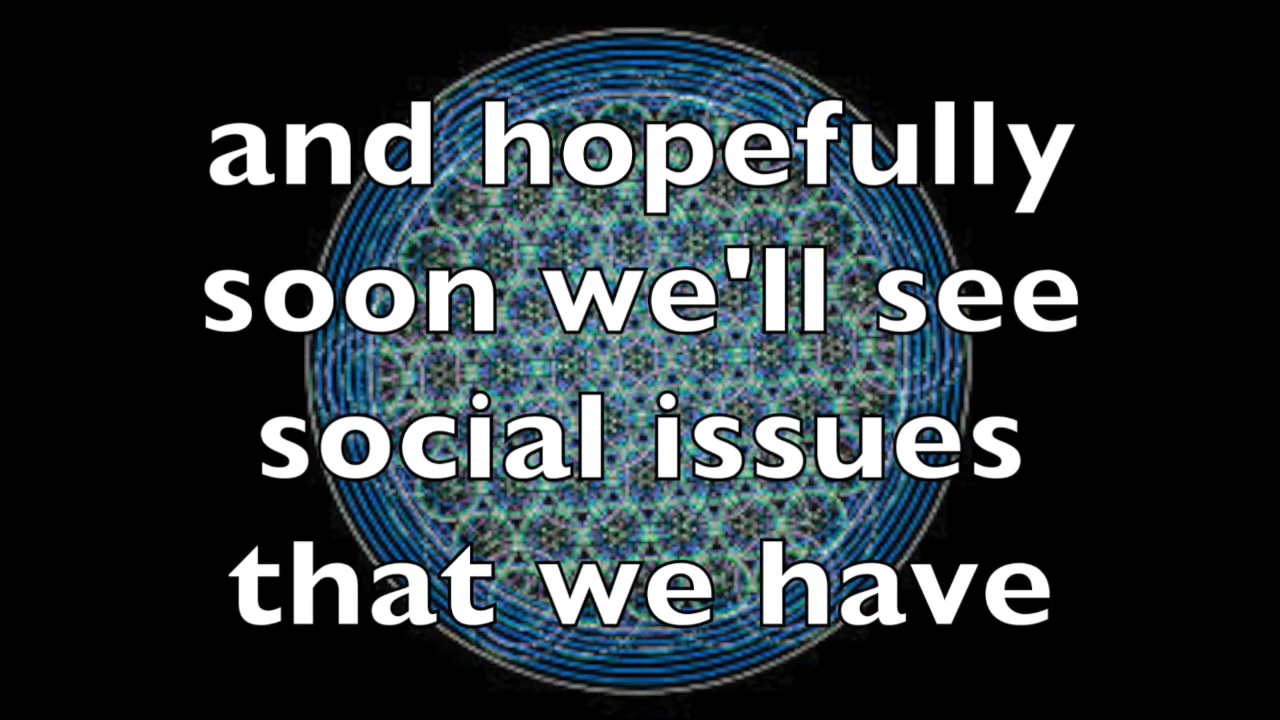 and hopefully
soon we'll see
social issues
that we have